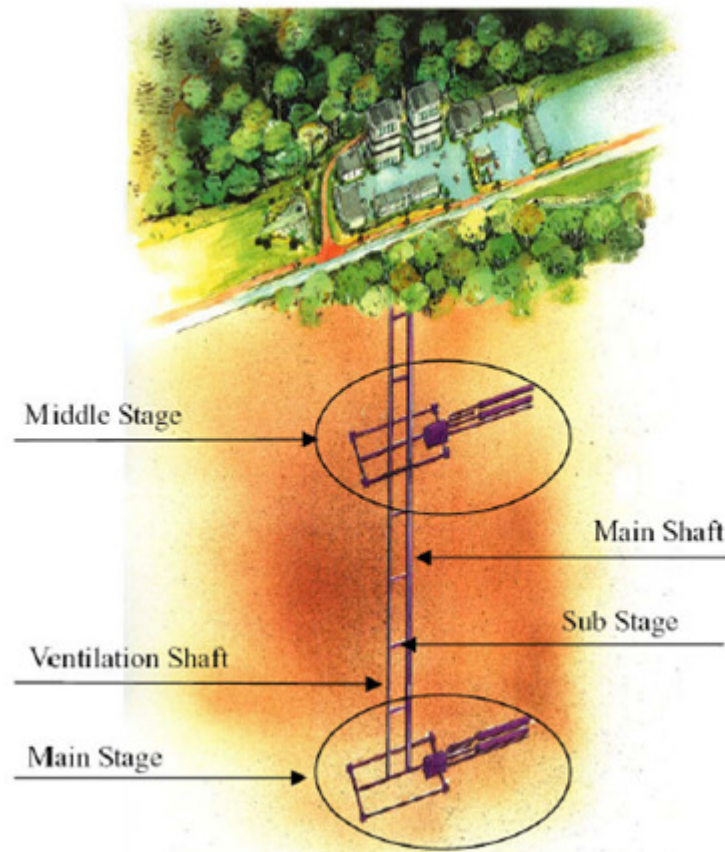 Middle Stage
Main Shaft
Sub Stage
Ventilation Shaft
Main Stage